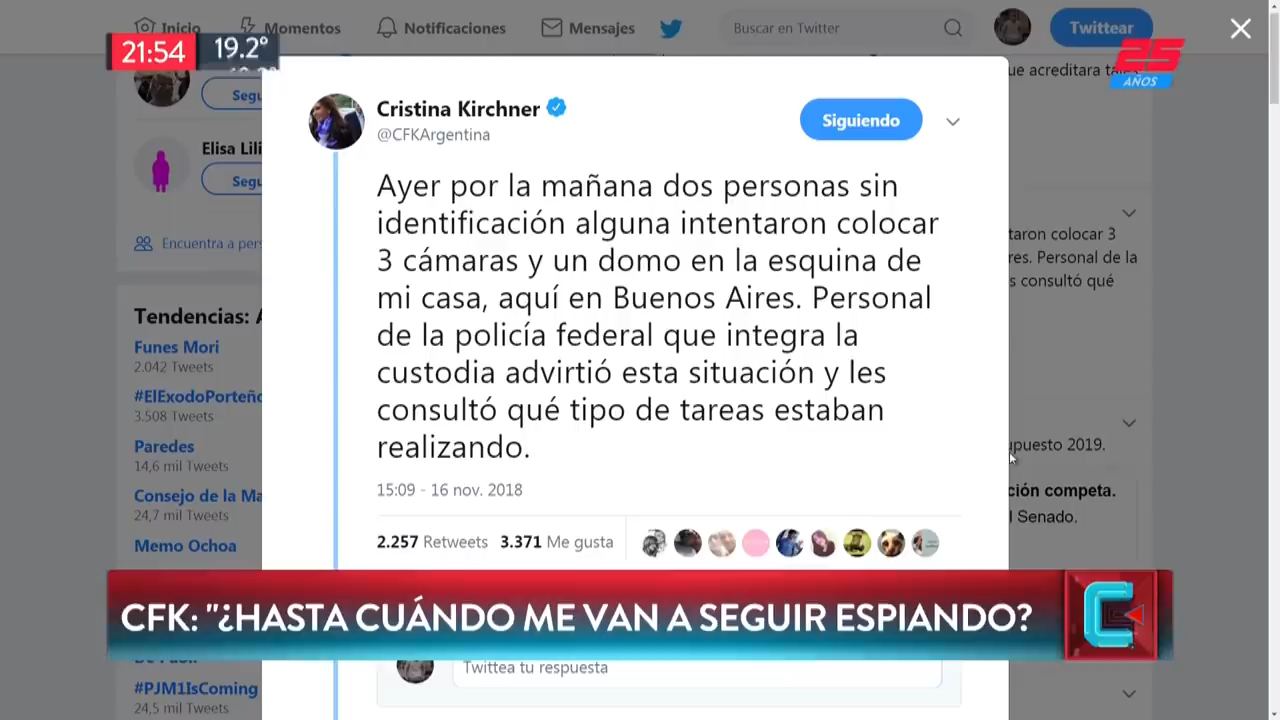 Inicio
Momentos
Notificaciones
Mensajes
Buscar en Twitter
Twittear
21:54
19.2°
25
AÑOS
Segu
Elisa Lili
Segu
Encuentra a pers
Tendencias: A
Funes Mori
2.042 Tweets
#ElExodoPorteño
3.508 Tweets
Paredes
14,6 mil Tweets
Consejo de la Ma
24,7 mil Tweets
Memo Ochoa
#PJM1IsComing
24,5 mil Tweets
Cristina Kirchner
@CFKArgentina
Siguiendo
Ayer por la mañana dos personas sin
identificación alguna intentaron colocar
3 cámaras y un domo en la esquina de
mi casa, aquí en Buenos Aires. Personal
de la policía federal que integra la
custodia advirtió esta situación y les
consultó qué tipo de tareas estaban
realizando.
15:09 - 16 nov. 2018
2.257 Retweets 3.371 Me gusta
CFK: "¿HASTA CUÁNDO ME VAN A SEGUIR ESPIANDO?
Twittea tu respuesta
ue acreditara
taron colocar 3
res. Personal de la
s consultó qué
upuesto 2019.
ción competa.
l Senado.